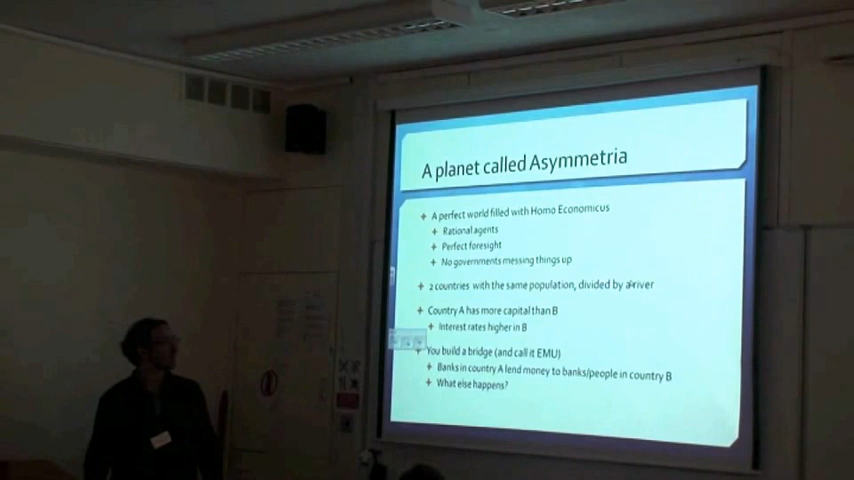 A planet called Asymmetria
A perfect world filled with Homo Economicus
Rational agents
Perfect foresight
No governments messing things up
2 countries with the same population, divided by a river
Country A has more capital than B
Interest rates higher in B
You build a bridge (and call it EMU)
Banks in country A lend money to banks/people in country B
What else happens?